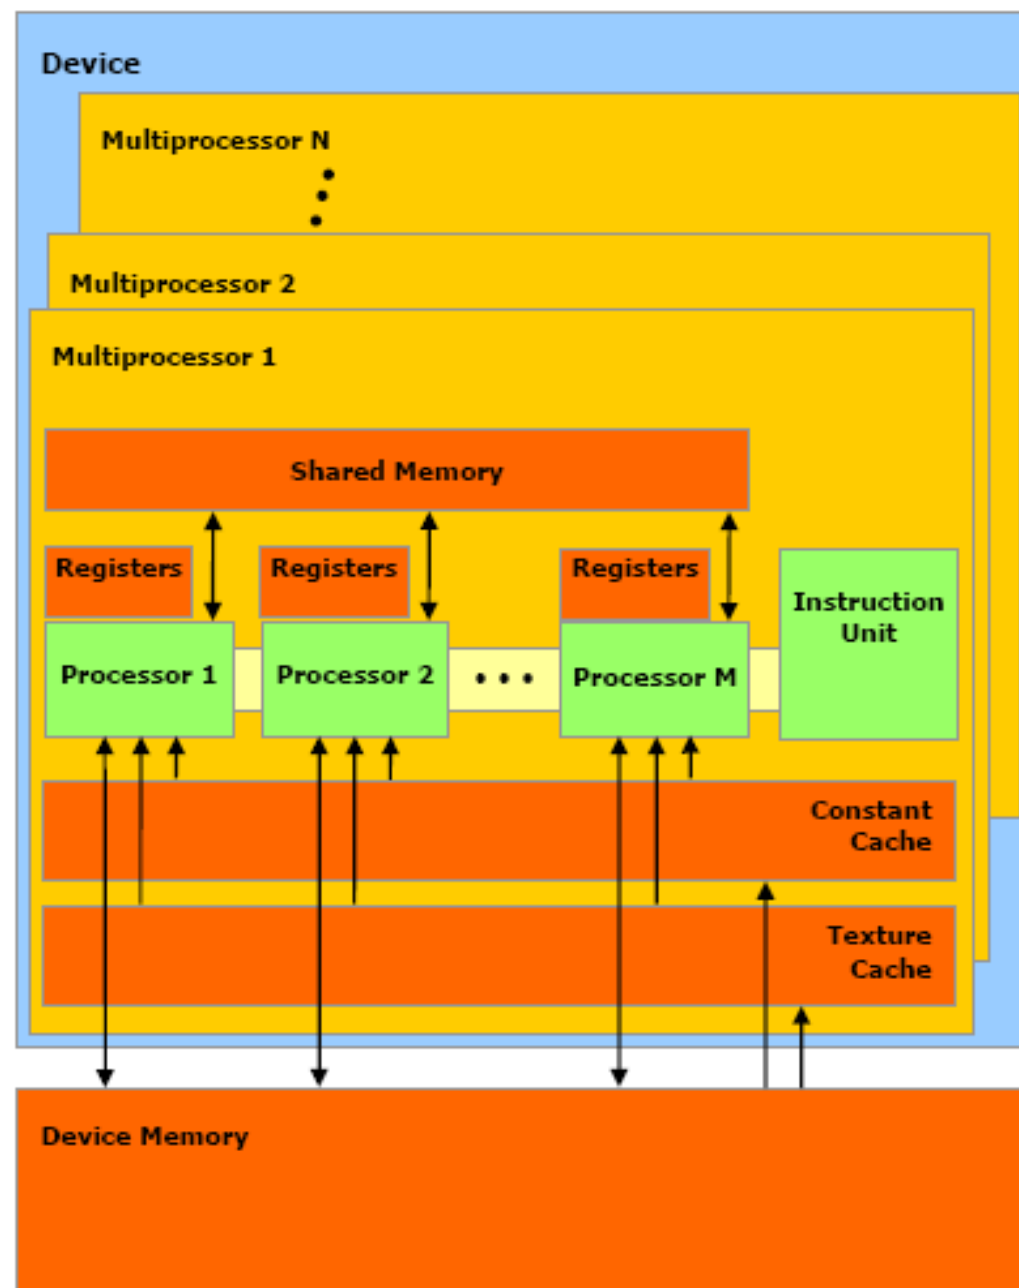 Device
Multiprocessor N
Multiprocessor 2
Multiprocessor 1
Shared Memory
Registers
Registers
Registers
Instruction
Unit
Processor 1
Processor 2
Processor M
Constant
Cache
Texture
Cache
Device Memory